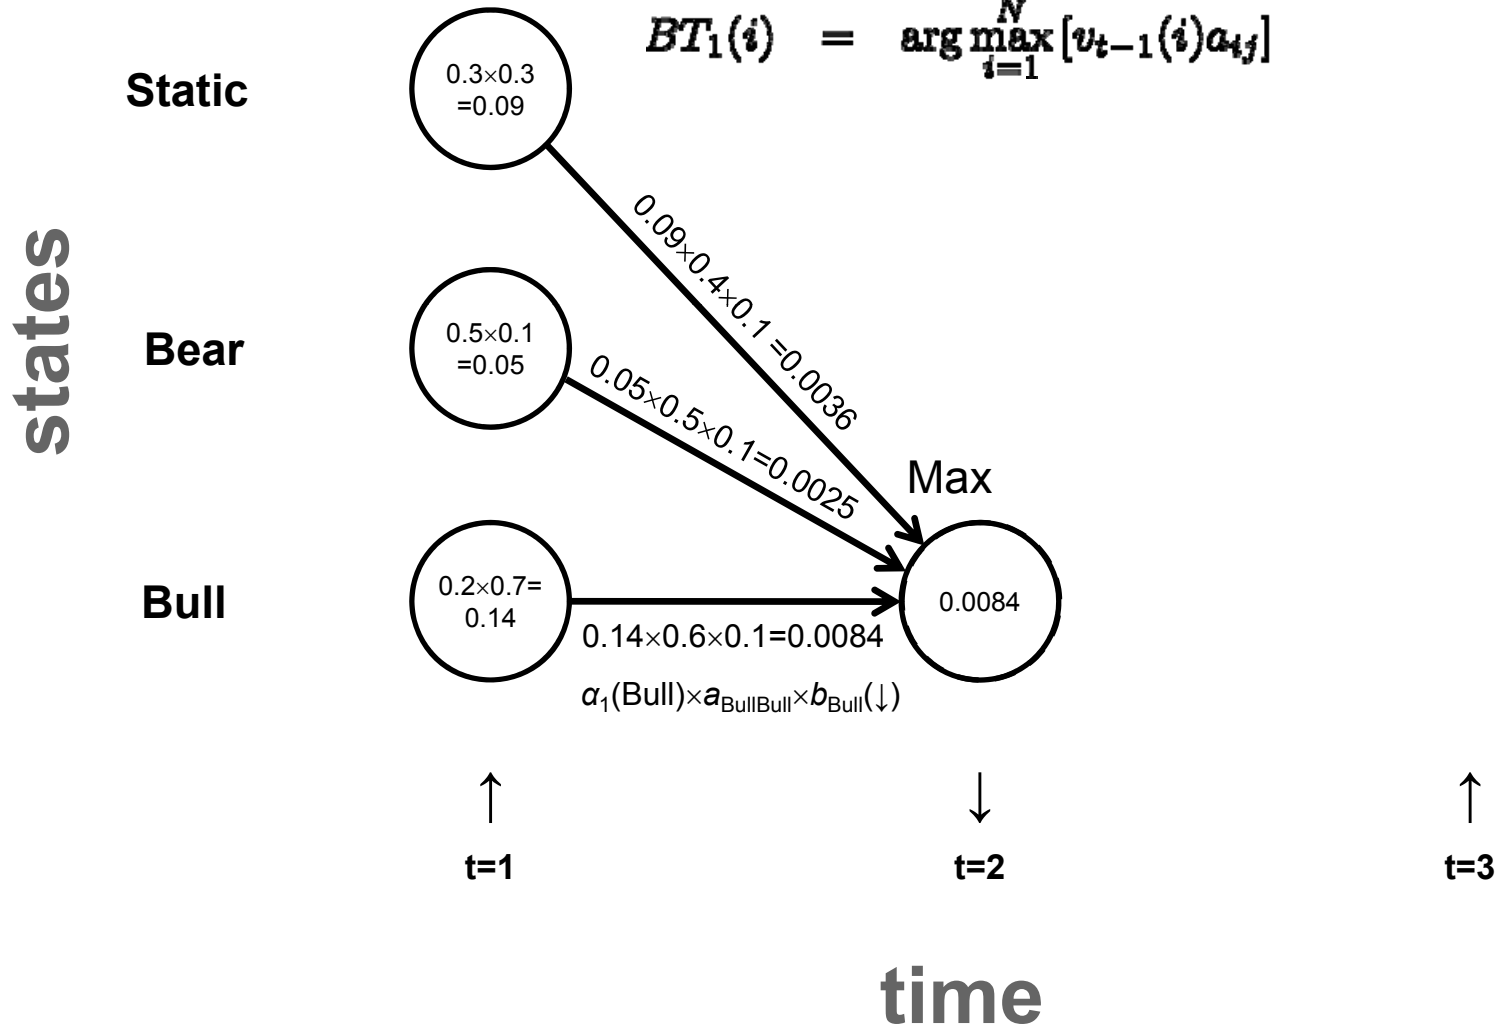 N
BT₁(i) = arg max [vₜ₋₁(i)aᵢⱼ]
i=1
Static
0.3×0.3
=0.09
0.09×0.4×0.1 =0.0036
states
Bear
0.5×0.1
=0.05
0.05×0.5×0.1=0.0025
Max
Bull
0.2×0.7=
0.14
0.0084
0.14×0.6×0.1=0.0084
α₁(Bull)×a_BullBull×b_Bull(↓)
↑ ↓ ↑
t=1 t=2 t=3
time